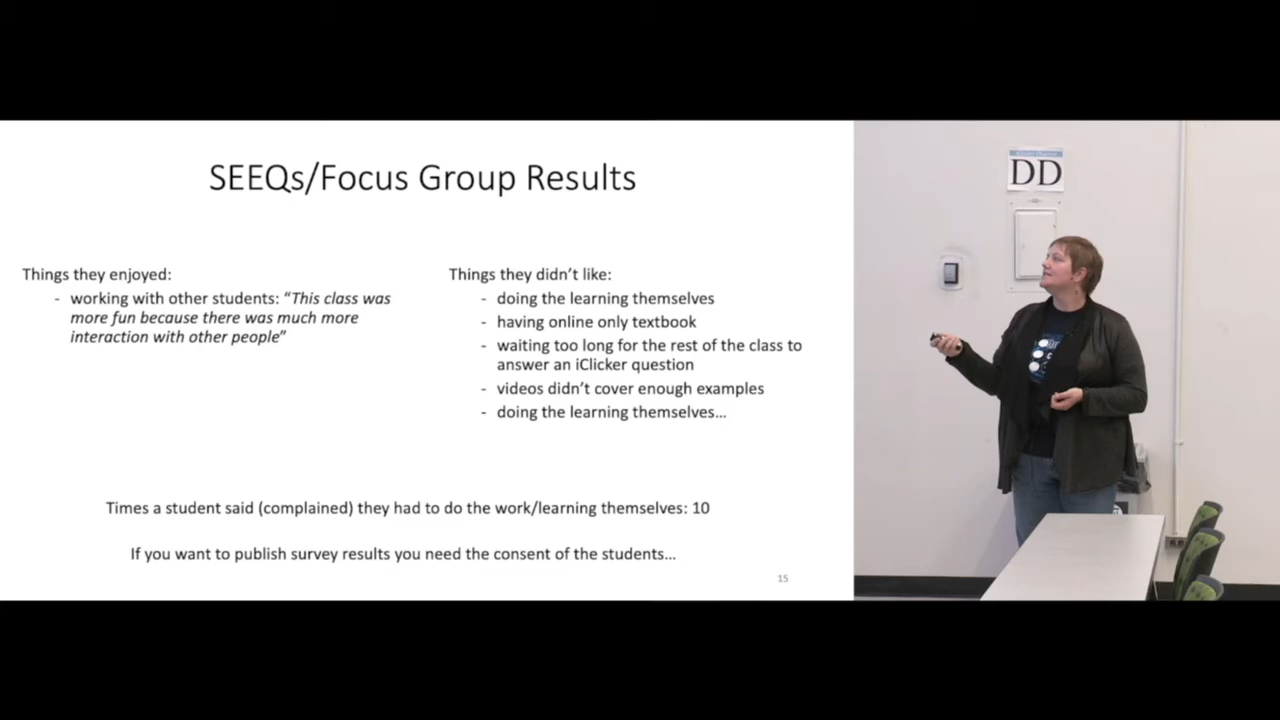 SEEQs/Focus Group Results
Things they enjoyed:
- working with other students: “This class was
more fun because there was much more
interaction with other people”
Things they didn’t like:
- doing the learning themselves
- having online only textbook
- waiting too long for the rest of the class to
answer an iClicker question
- videos didn’t cover enough examples
- doing the learning themselves…
Times a student said (complained) they had to do the work/learning themselves: 10
If you want to publish survey results you need the consent of the students…
15
DD